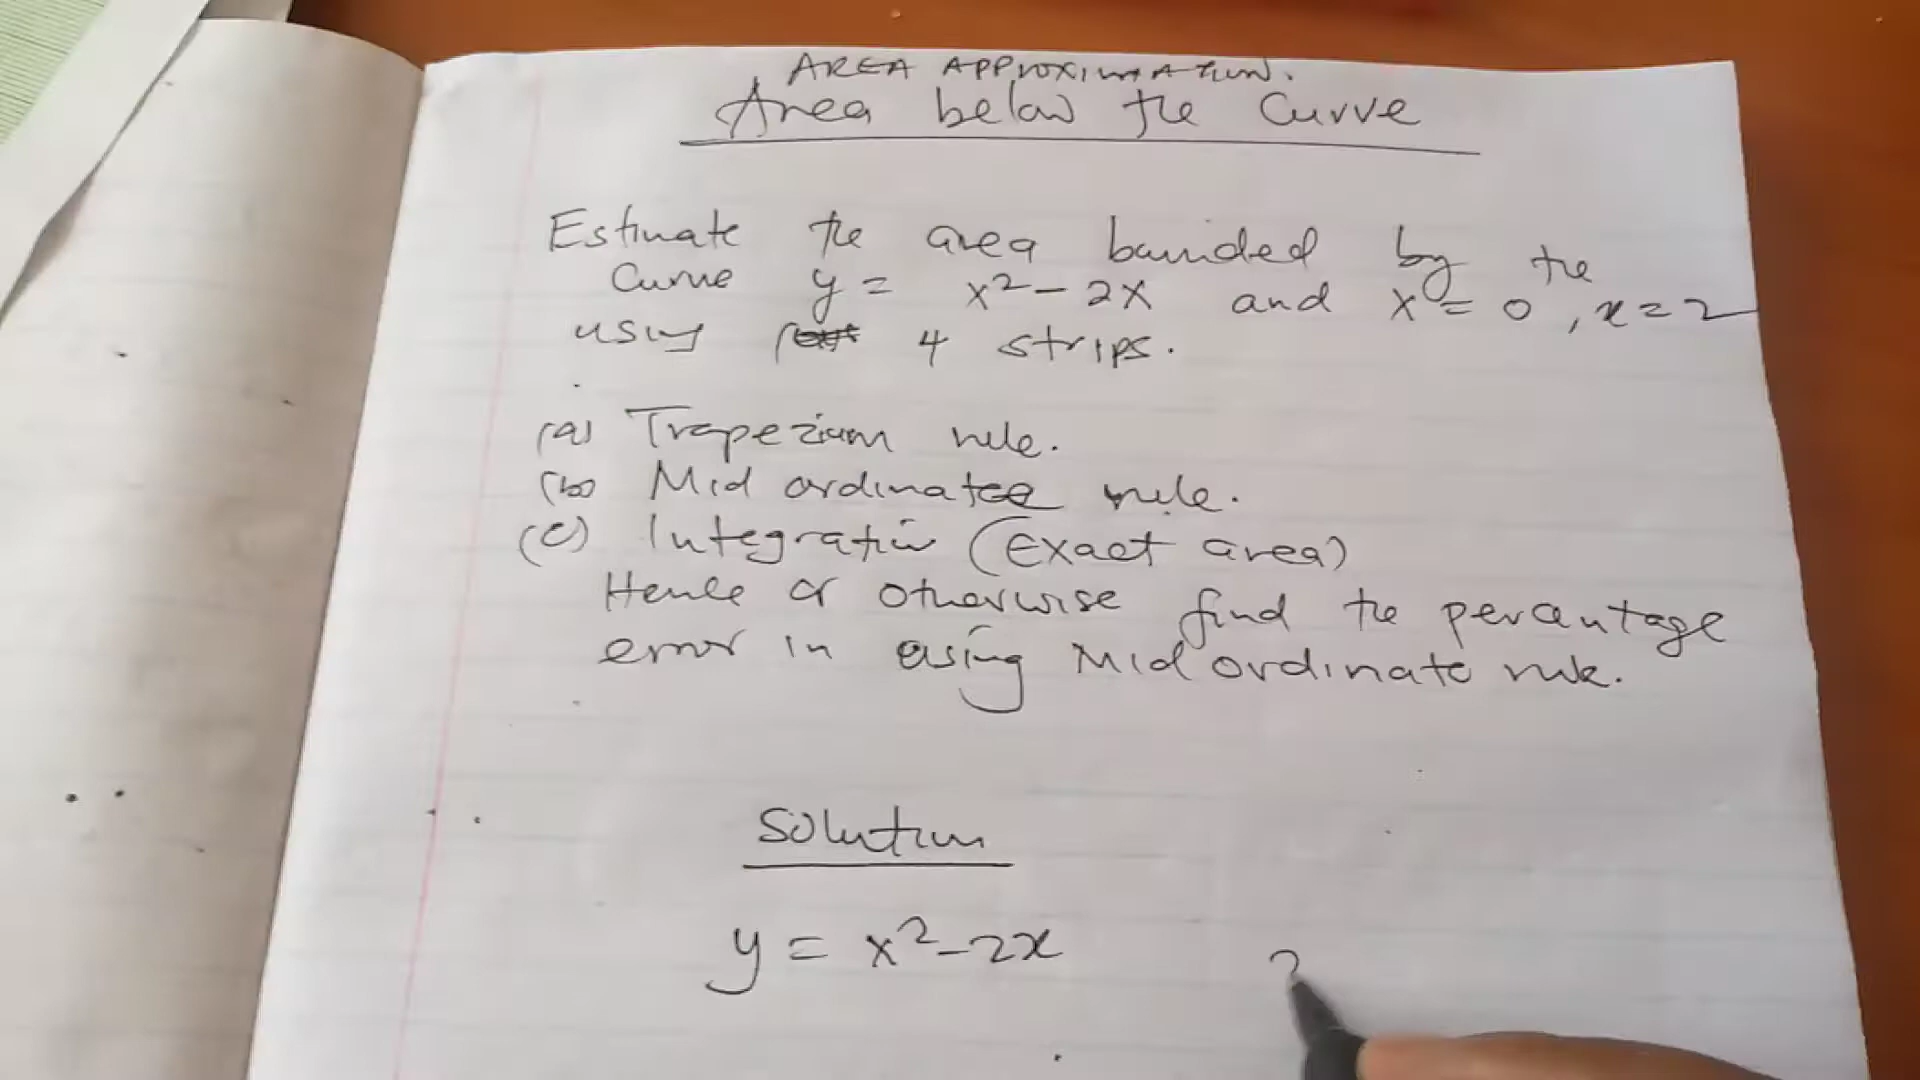 AREA APPROXIMATION.
Area below the Curve
Estimate the area bounded by the
Curve y = x² - 2x and x = 0, x = 2
using 4 strips.
(a) Trapezium rule.
(b) Mid ordinate rule.
(c) Integration (Exact area)
Hence or otherwise find the percentage
error in using Mid ordinate rule.
Solution
y = x² - 2x